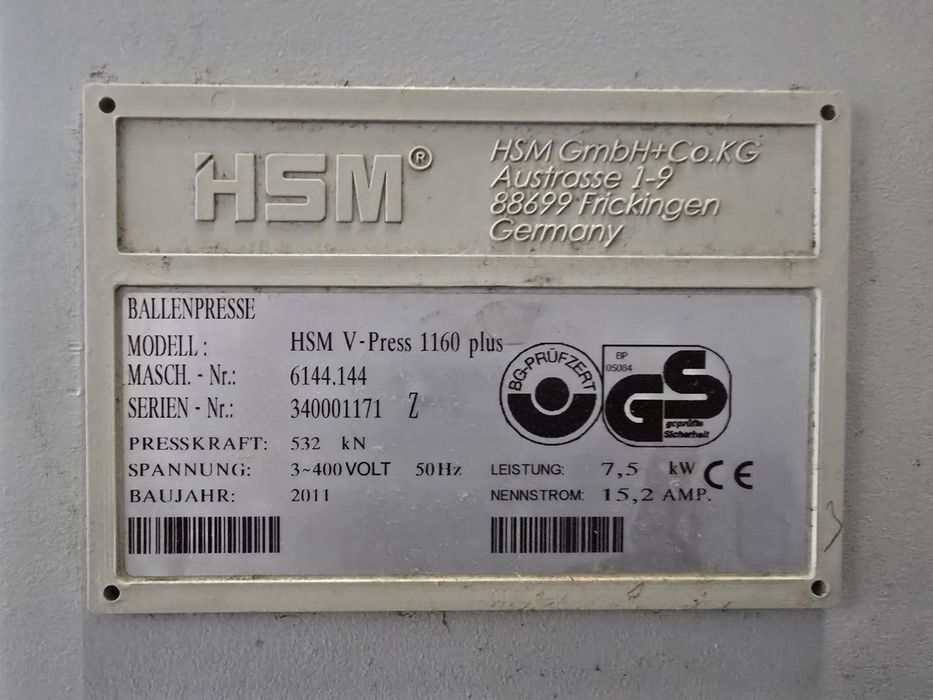 HSM®
HSM GmbH+Co.KG
Austrasse 1-9
88699 Frickingen
Germany
BALLENPRESSE
MODELL: HSM V-Press 1160 plus
MASCH. - Nr.: 6144.144
SERIEN - Nr.: 340001171 Z
PRESSKRAFT: 532 kN
SPANNUNG: 3~400VOLT 50Hz
BAUJAHR: 2011
BG-PRÜFZERT
BP
05084
GS
geprüfte
Sicherheit
LEISTUNG: 7,5 kW CE
NENNSTROM: 15,2 AMP.